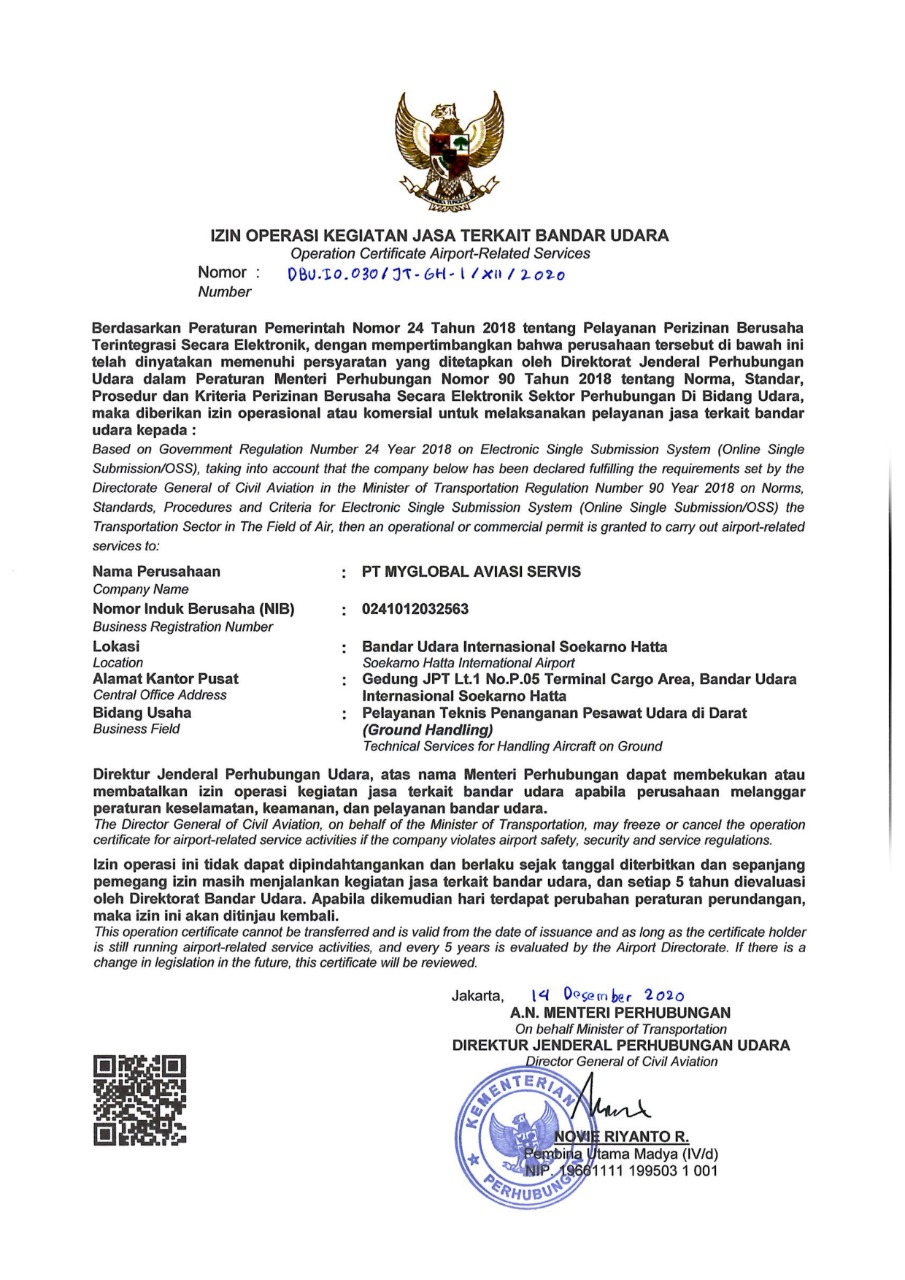 IZIN OPERASI KEGIATAN JASA TERKAIT BANDAR UDARA
Operation Certificate Airport-Related Services
Nomor : DBU.IO.030/JT-GH-1/XII/2020
Number
Berdasarkan Peraturan Pemerintah Nomor 24 Tahun 2018 tentang Pelayanan Perizinan Berusaha
Terintegrasi Secara Elektronik, dengan mempertimbangkan bahwa perusahaan tersebut di bawah ini
telah dinyatakan memenuhi persyaratan yang ditetapkan oleh Direktorat Jenderal Perhubungan
Udara dalam Peraturan Menteri Perhubungan Nomor 90 Tahun 2018 tentang Norma, Standar,
Prosedur dan Kriteria Perizinan Berusaha Secara Elektronik Sektor Perhubungan Di Bidang Udara,
maka diberikan izin operasional atau komersial untuk melaksanakan pelayanan jasa terkait bandar
udara kepada :
Based on Government Regulation Number 24 Year 2018 on Electronic Single Submission System (Online Single
Submission/OSS), taking into account that the company below has been declared fulfilling the requirements set by the
Directorate General of Civil Aviation in the Minister of Transportation Regulation Number 90 Year 2018 on Norms,
Standards, Procedures and Criteria for Electronic Single Submission System (Online Single Submission/OSS) the
Transportation Sector in The Field of Air, then an operational or commercial permit is granted to carry out airport-related
services to:
Nama Perusahaan : PT MYGLOBAL AVIASI SERVIS
Company Name
Nomor Induk Berusaha (NIB) : 0241012032563
Business Registration Number
Lokasi : Bandar Udara Internasional Soekarno Hatta
Location Soekarno Hatta International Airport
Alamat Kantor Pusat : Gedung JPT Lt.1 No.P.05 Terminal Cargo Area, Bandar Udara
Central Office Address Internasional Soekarno Hatta
Bidang Usaha : Pelayanan Teknis Penanganan Pesawat Udara di Darat
Business Field (Ground Handling)
Technical Services for Handling Aircraft on Ground
Direktur Jenderal Perhubungan Udara, atas nama Menteri Perhubungan dapat membekukan atau
membatalkan izin operasi kegiatan jasa terkait bandar udara apabila perusahaan melanggar
peraturan keselamatan, keamanan, dan pelayanan bandar udara.
The Director General of Civil Aviation, on behalf of the Minister of Transportation, may freeze or cancel the operation
certificate for airport-related service activities if the company violates airport safety, security and service regulations.
Izin operasi ini tidak dapat dipindahtangankan dan berlaku sejak tanggal diterbitkan dan sepanjang
pemegang izin masih menjalankan kegiatan jasa terkait bandar udara, dan setiap 5 tahun dievaluasi
oleh Direktorat Bandar Udara. Apabila dikemudian hari terdapat perubahan peraturan perundangan,
maka izin ini akan ditinjau kembali.
This operation certificate cannot be transferred and is valid from the date of issuance and as long as the certificate holder
is still running airport-related service activities, and every 5 years is evaluated by the Airport Directorate. If there is a
change in legislation in the future, this certificate will be reviewed.
Jakarta, 14 Desember 2020
A.N. MENTERI PERHUBUNGAN
On behalf Minister of Transportation
DIREKTUR JENDERAL PERHUBUNGAN UDARA
Director General of Civil Aviation
KEMENTERIAN
PERHUBUNGAN
NOVIE RIYANTO R.
Pembina Utama Madya (IV/d)
NIP. 19661111 199503 1 001